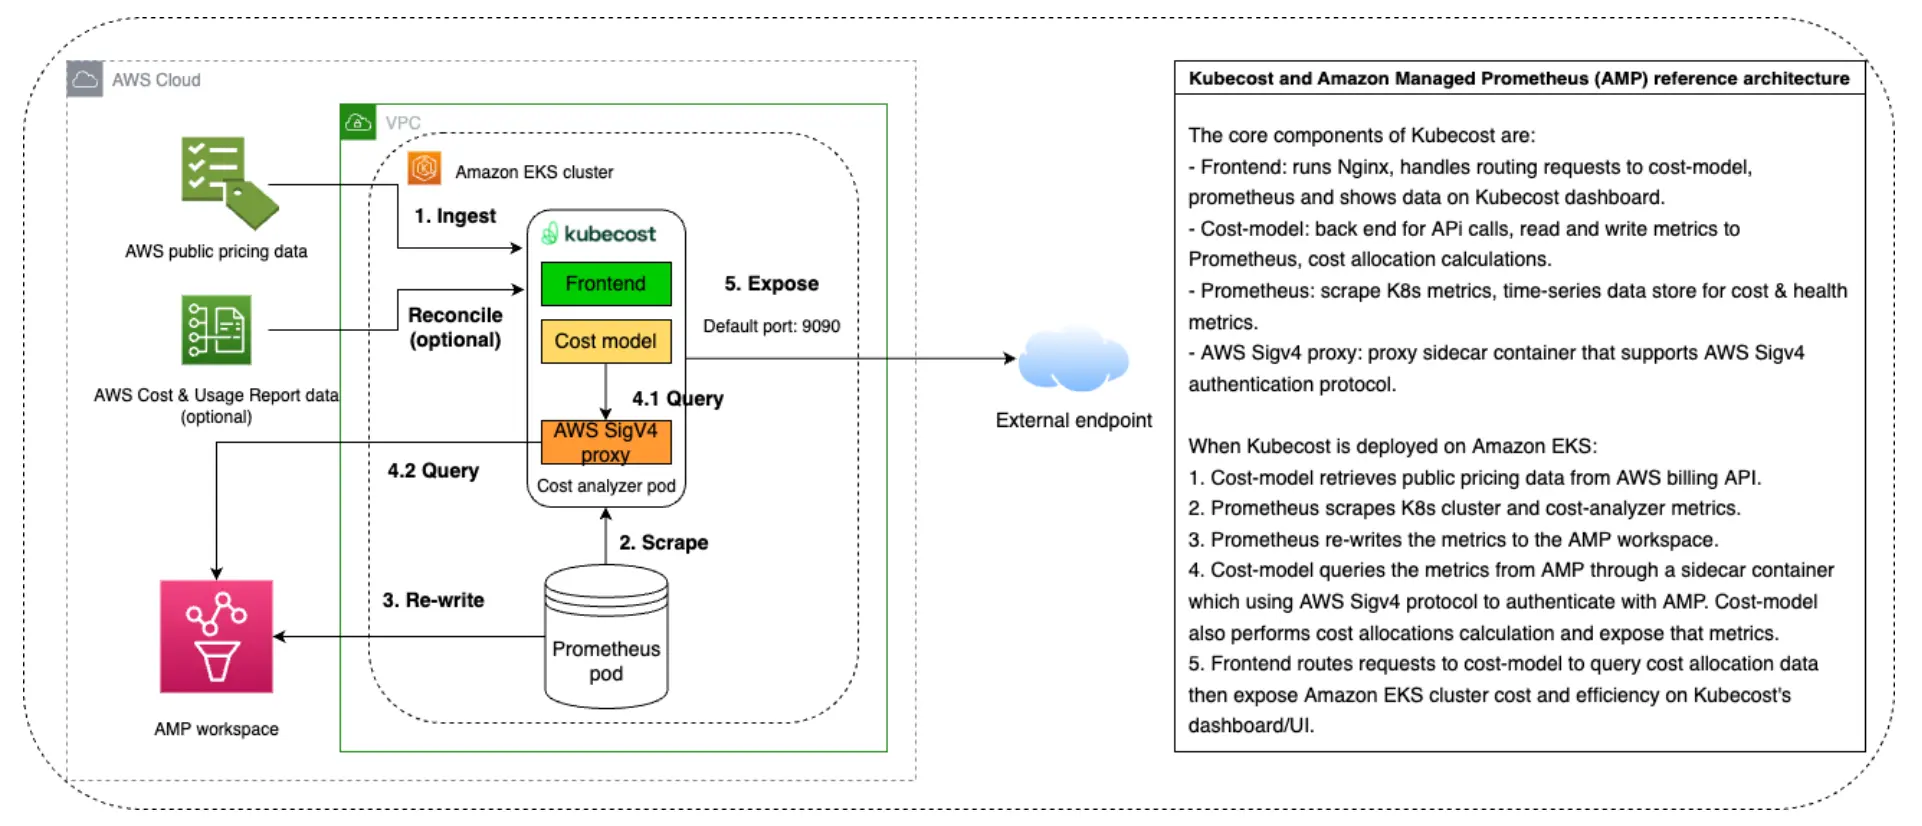 AWS Cloud
VPC
Amazon EKS cluster
AWS public pricing data
1. Ingest
kubecost
Frontend
Cost model
4.1 Query
AWS SigV4
proxy
Cost analyzer pod
Reconcile
(optional)
AWS Cost & Usage Report data
(optional)
5. Expose
Default port: 9090
External endpoint
4.2 Query
2. Scrape
3. Re-write
Prometheus
pod
AMP workspace
Kubecost and Amazon Managed Prometheus (AMP) reference architecture
The core components of Kubecost are:
- Frontend: runs Nginx, handles routing requests to cost-model,
prometheus and shows data on Kubecost dashboard.
- Cost-model: back end for APi calls, read and write metrics to
Prometheus, cost allocation calculations.
- Prometheus: scrape K8s metrics, time-series data store for cost & health
metrics.
- AWS Sigv4 proxy: proxy sidecar container that supports AWS Sigv4
authentication protocol.
When Kubecost is deployed on Amazon EKS:
1. Cost-model retrieves public pricing data from AWS billing API.
2. Prometheus scrapes K8s cluster and cost-analyzer metrics.
3. Prometheus re-writes the metrics to the AMP workspace.
4. Cost-model queries the metrics from AMP through a sidecar container
which using AWS Sigv4 protocol to authenticate with AMP. Cost-model
also performs cost allocations calculation and expose that metrics.
5. Frontend routes requests to cost-model to query cost allocation data
then expose Amazon EKS cluster cost and efficiency on Kubecost's
dashboard/UI.